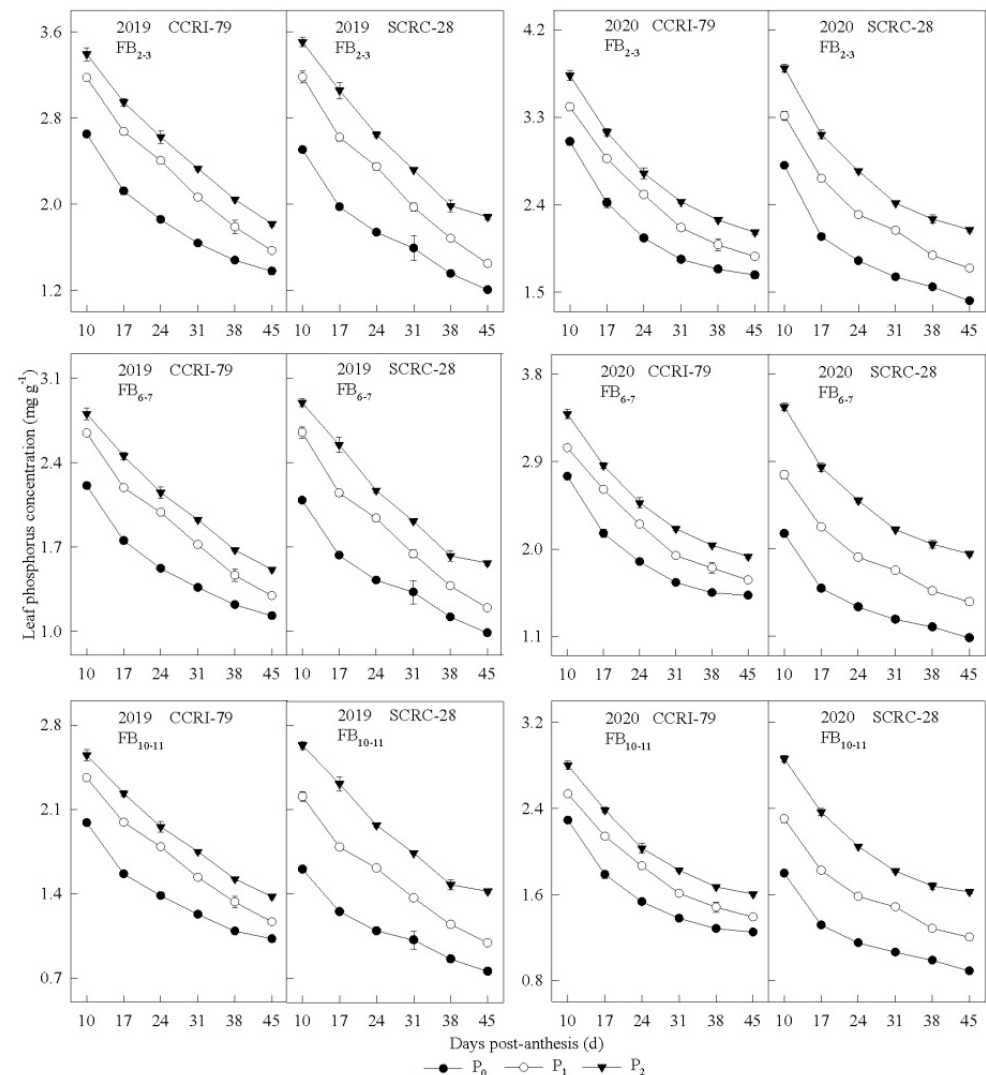 2019 CCRI-79
FB2-3
2019 SCRC-28
FB2-3
3.6
2.8
2.0
1.2
10 17 24 31 38 45
10 17 24 31 38 45
2020 CCRI-79
FB2-3
2020 SCRC-28
FB2-3
4.2
3.3
2.4
1.5
10 17 24 31 38 45
10 17 24 31 38 45
Leaf phosphorus concentration (mg g-1)
2019 CCRI-79
FB6-7
2019 SCRC-28
FB6-7
3.1
2.4
1.7
1.0
10 17 24 31 38 45
10 17 24 31 38 45
2020 CCRI-79
FB6-7
2020 SCRC-28
FB6-7
3.8
2.9
2.0
1.1
10 17 24 31 38 45
10 17 24 31 38 45
2019 CCRI-79
FB10-11
2019 SCRC-28
FB10-11
2.8
2.1
1.4
0.7
10 17 24 31 38 45
10 17 24 31 38 45
2020 CCRI-79
FB10-11
2020 SCRC-28
FB10-11
3.2
2.4
1.6
0.8
10 17 24 31 38 45
10 17 24 31 38 45
Days post-anthesis (d)
P0 P1 P2